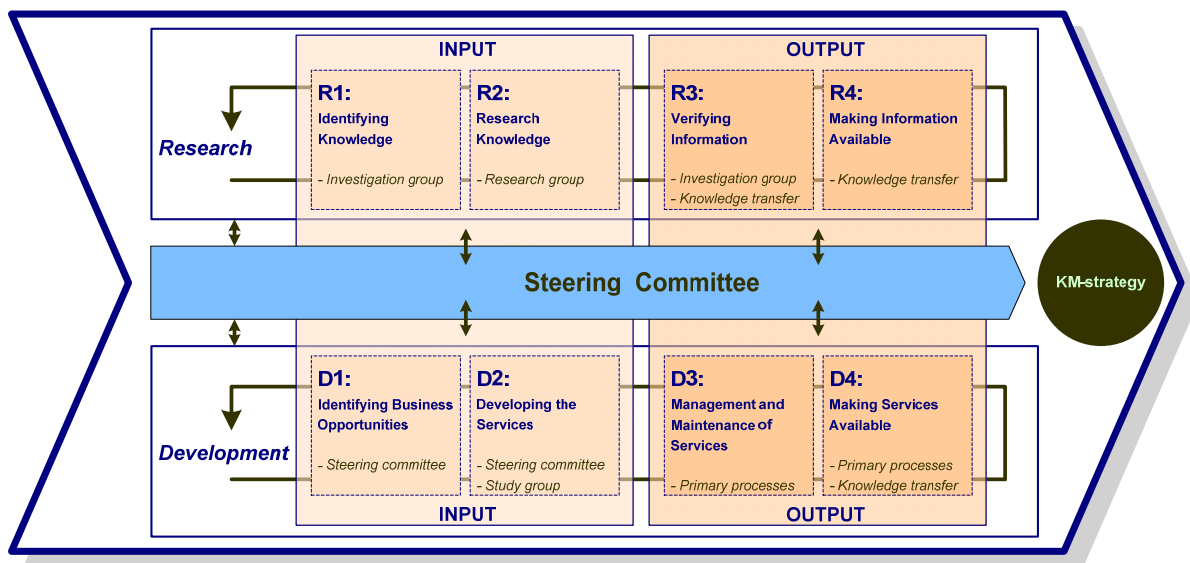 INPUT
OUTPUT
R1:
Identifying
Knowledge
- Investigation group
R2:
Research
Knowledge
- Research group
R3:
Verifying
Information
- Investigation group
- Knowledge transfer
R4:
Making Information
Available
- Knowledge transfer
Research
Steering Committee
KM-strategy
D1:
Identifying Business
Opportunities
- Steering committee
D2:
Developing the
Services
- Steering committee
- Study group
D3:
Management and
Maintenance of
Services
- Primary processes
D4:
Making Services
Available
- Primary processes
- Knowledge transfer
Development
INPUT
OUTPUT